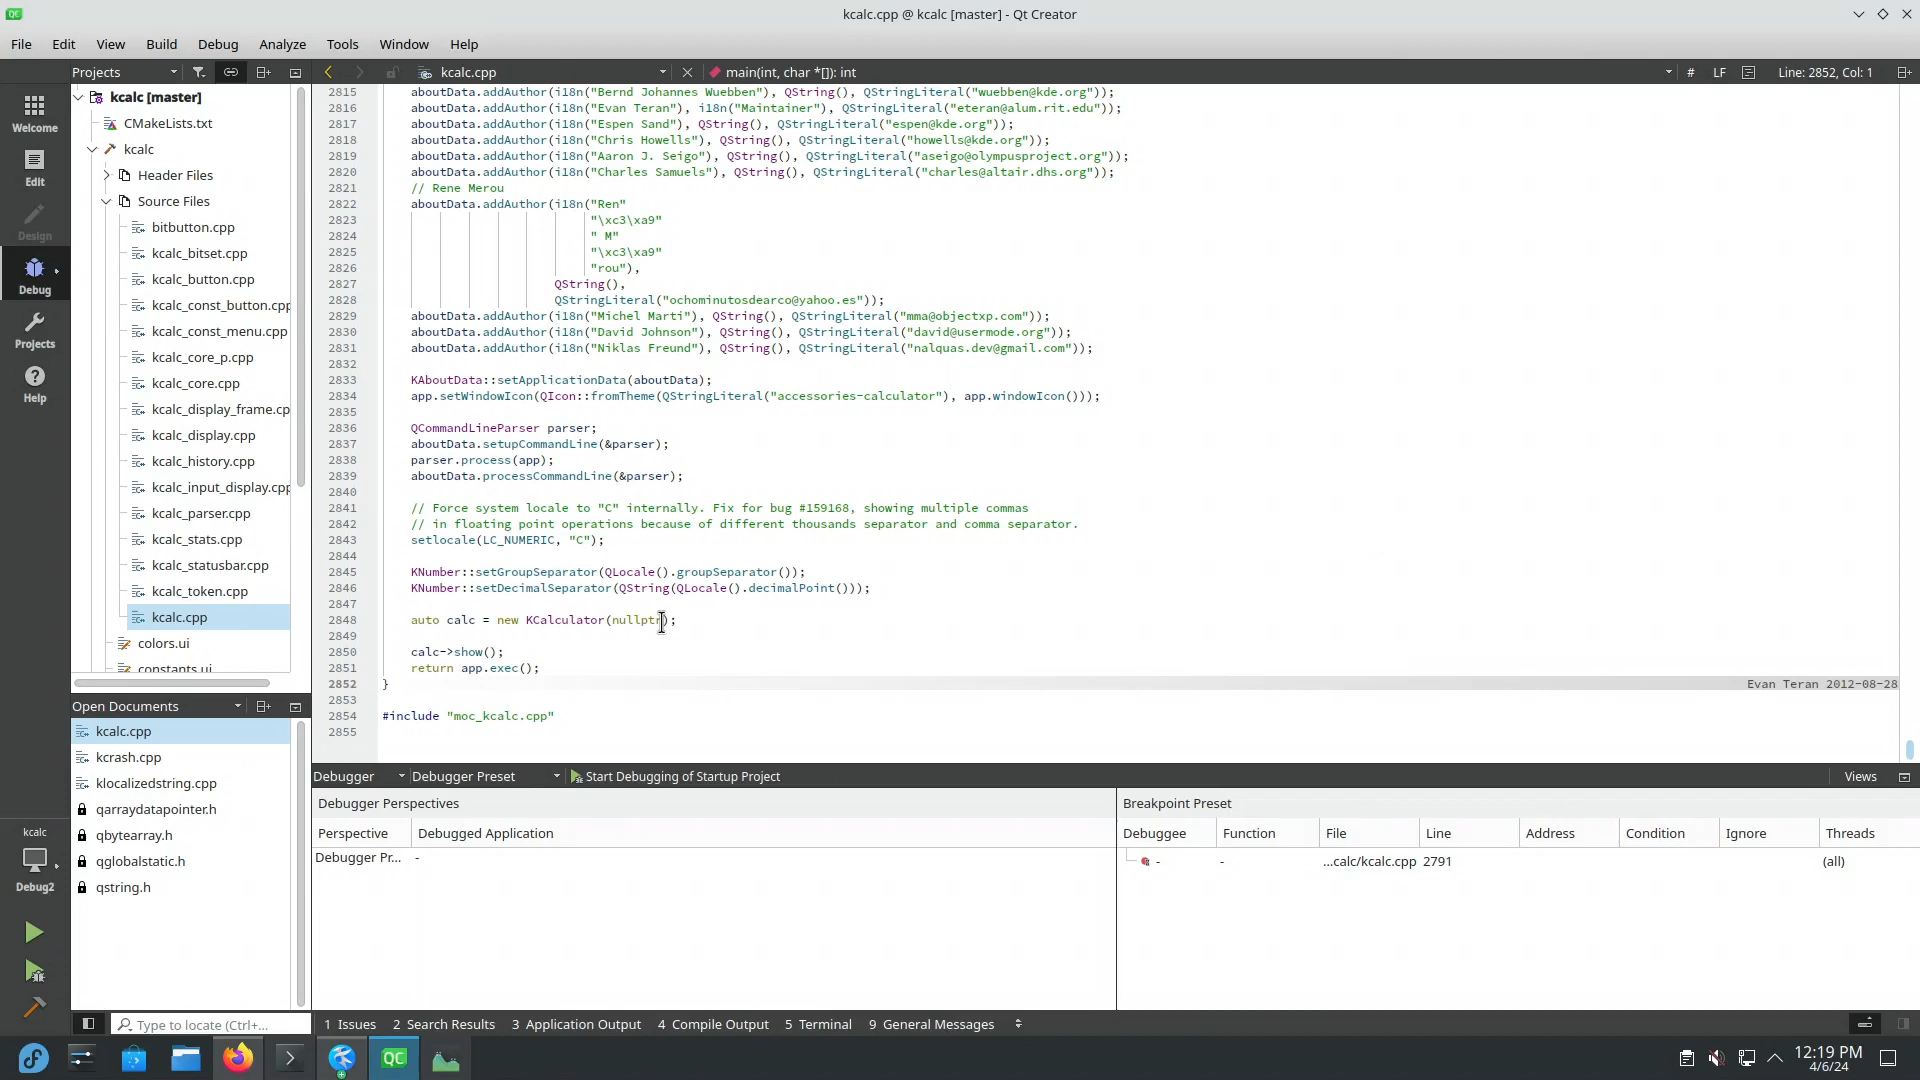 kcalc.cpp @ kcalc [master] - Qt Creator
File Edit View Build Debug Analyze Tools Window Help
Projects
kcalc.cpp
main(int, char *[]): int
# LF Line: 2852, Col: 1
Welcome
Edit
Design
Debug
Projects
Help
kcalc
Debug2
kcalc [master]
CMakeLists.txt
kcalc
Header Files
Source Files
bitbutton.cpp
kcalc_bitset.cpp
kcalc_button.cpp
kcalc_const_button.cpp
kcalc_const_menu.cpp
kcalc_core_p.cpp
kcalc_core.cpp
kcalc_display_frame.cp
kcalc_display.cpp
kcalc_history.cpp
kcalc_input_display.cpp
kcalc_parser.cpp
kcalc_stats.cpp
kcalc_statusbar.cpp
kcalc_token.cpp
kcalc.cpp
colors.ui
constants.ui
Open Documents
kcalc.cpp
kcrash.cpp
klocalizedstring.cpp
qarraydatapointer.h
qbytearray.h
qglobalstatic.h
qstring.h
2815 aboutData.addAuthor(i18n("Bernd Johannes Wuebben"), QString(), QStringLiteral("wuebben@kde.org"));
2816 aboutData.addAuthor(i18n("Evan Teran"), i18n("Maintainer"), QStringLiteral("eteran@alum.rit.edu"));
2817 aboutData.addAuthor(i18n("Espen Sand"), QString(), QStringLiteral("espen@kde.org"));
2818 aboutData.addAuthor(i18n("Chris Howells"), QString(), QStringLiteral("howells@kde.org"));
2819 aboutData.addAuthor(i18n("Aaron J. Seigo"), QString(), QStringLiteral("aseigo@olympusproject.org"));
2820 aboutData.addAuthor(i18n("Charles Samuels"), QString(), QStringLiteral("charles@altair.dhs.org"));
2821 // Rene Merou
2822 aboutData.addAuthor(i18n("Ren"
2823 "\xc3\xa9"
2824 " M"
2825 "\xc3\xa9"
2826 "rou"),
2827 QString(),
2828 QStringLiteral("ochominutosdearco@yahoo.es"));
2829 aboutData.addAuthor(i18n("Michel Marti"), QString(), QStringLiteral("mma@objectxp.com"));
2830 aboutData.addAuthor(i18n("David Johnson"), QString(), QStringLiteral("david@usermode.org"));
2831 aboutData.addAuthor(i18n("Niklas Freund"), QString(), QStringLiteral("nalquas.dev@gmail.com"));
2832
2833 KAboutData::setApplicationData(aboutData);
2834 app.setWindowIcon(QIcon::fromTheme(QStringLiteral("accessories-calculator"), app.windowIcon()));
2835
2836 QCommandLineParser parser;
2837 aboutData.setupCommandLine(&parser);
2838 parser.process(app);
2839 aboutData.processCommandLine(&parser);
2840
2841 // Force system locale to "C" internally. Fix for bug #159168, showing multiple commas
2842 // in floating point operations because of different thousands separator and comma separator.
2843 setlocale(LC_NUMERIC, "C");
2844
2845 KNumber::setGroupSeparator(QLocale().groupSeparator());
2846 KNumber::setDecimalSeparator(QString(QLocale().decimalPoint()));
2847
2848 auto calc = new KCalculator(nullptr);
2849
2850 calc->show();
2851 return app.exec();
2852 } Evan Teran 2012-08-28
2853
2854 #include "moc_kcalc.cpp"
2855
Debugger Debugger Preset Start Debugging of Startup Project Views
Debugger Perspectives
Perspective Debugged Application
Debugger Pr... -
Breakpoint Preset
Debuggee Function File Line Address Condition Ignore Threads
- - ...calc/kcalc.cpp 2791 (all)
Type to locate (Ctrl+...
1 Issues 2 Search Results 3 Application Output 4 Compile Output 5 Terminal 9 General Messages
12:19 PM
4/6/24